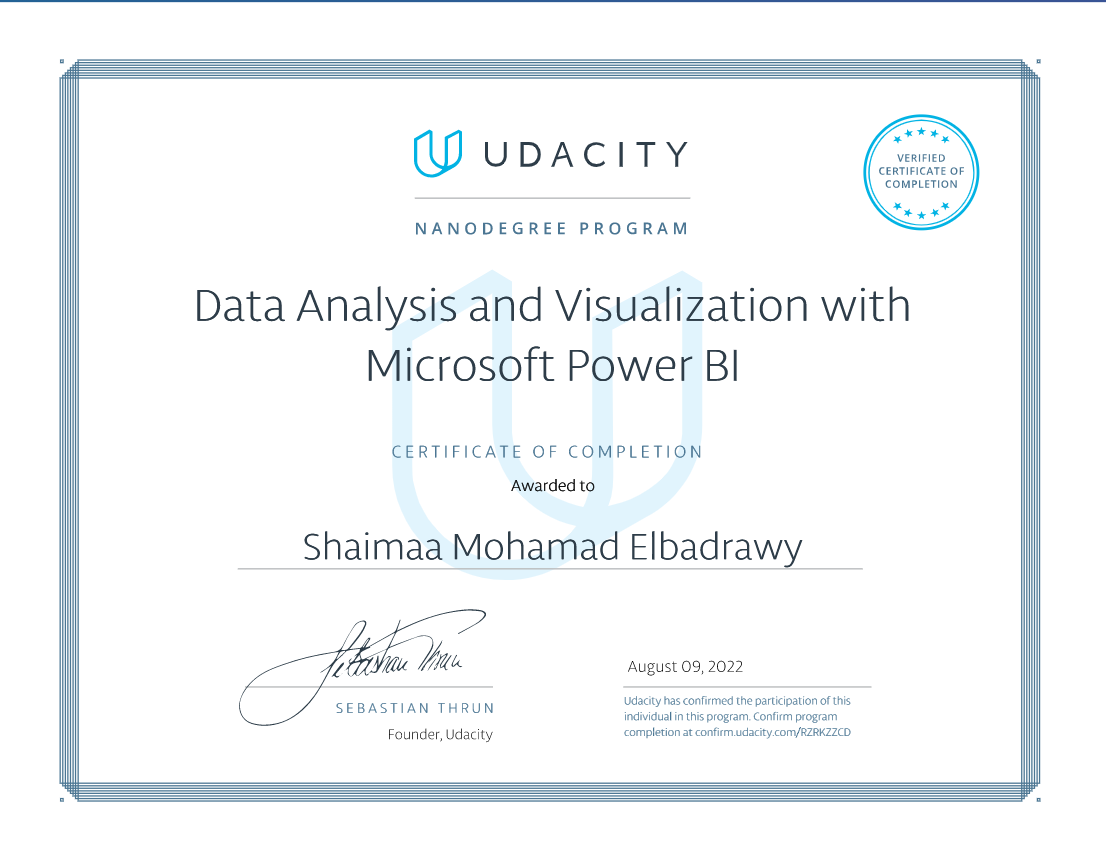 UDACITY
VERIFIED
CERTIFICATE OF
COMPLETION
NANODEGREE PROGRAM
Data Analysis and Visualization with
Microsoft Power BI
CERTIFICATE OF COMPLETION
Awarded to
Shaimaa Mohamad Elbadrawy
Sebastian Thrun
SEBASTIAN THRUN
Founder, Udacity
August 09, 2022
Udacity has confirmed the participation of this
individual in this program. Confirm program
completion at confirm.udacity.com/RZRKZZCD